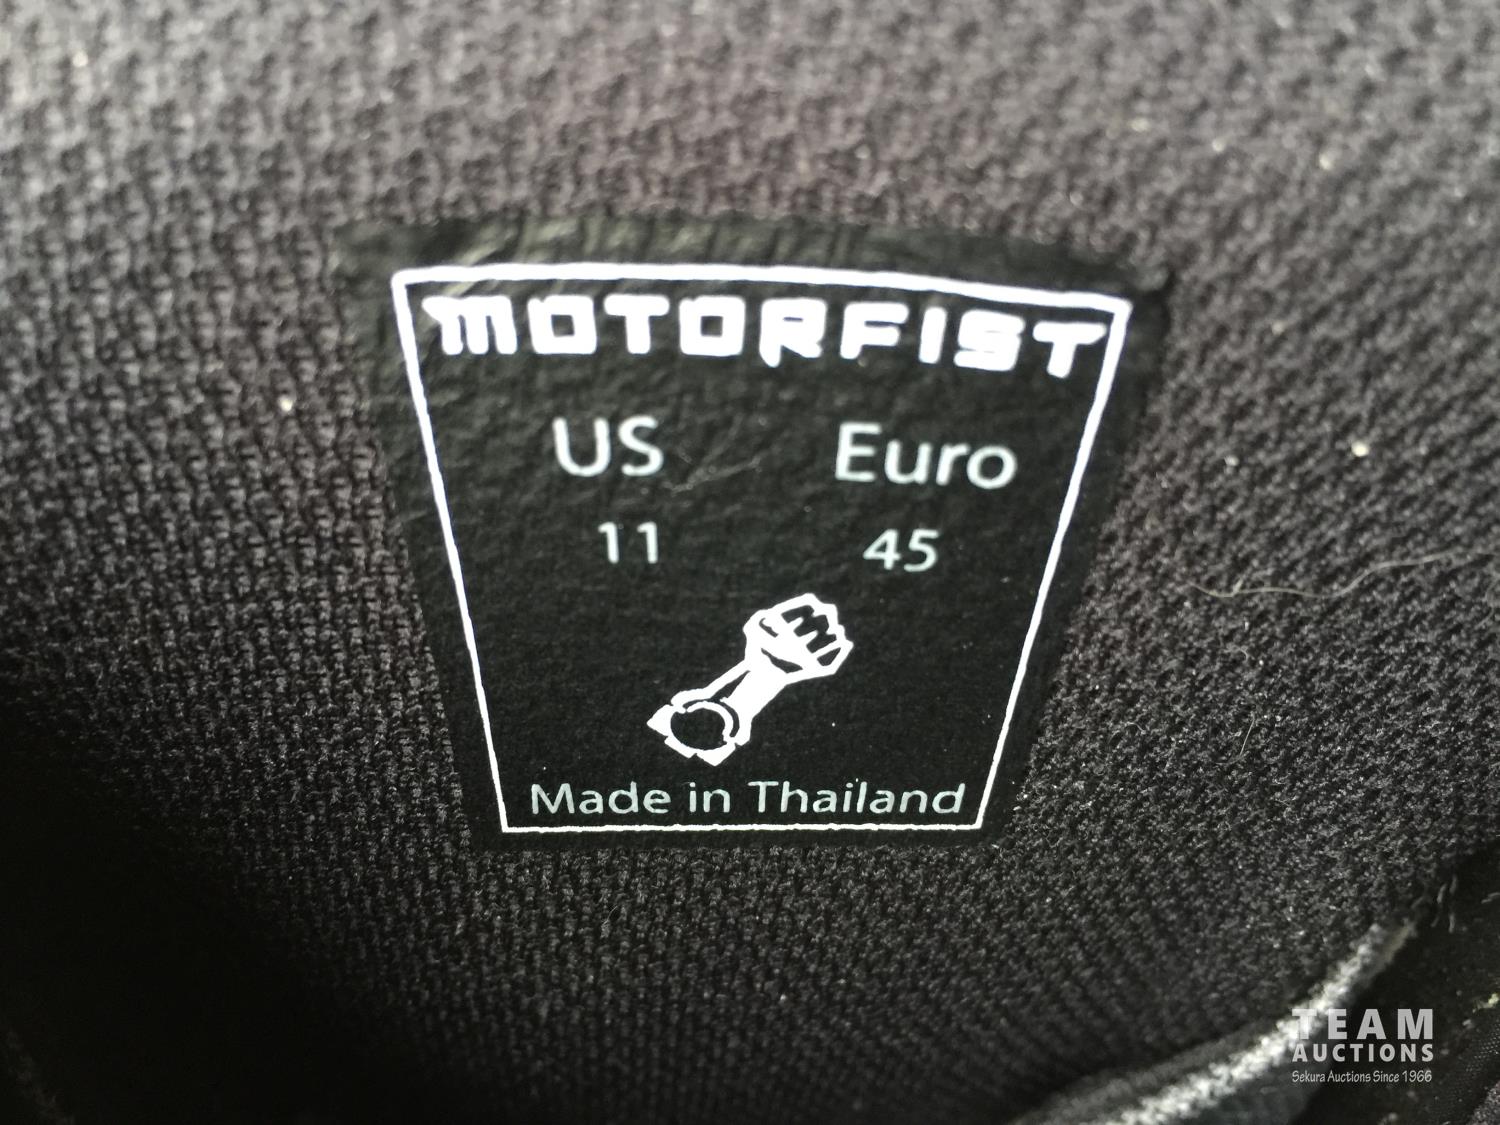 MOTORFIST
US Euro
11 45
Made in Thailand
TEAM
AUCTIONS
Sekura Auctions Since 1966